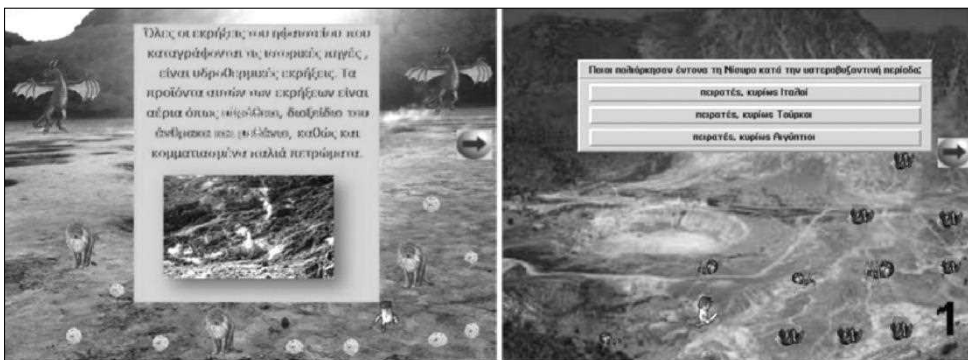 Όλες οι εκρήξεις του ηφαιστείου που
καταγράφονται τις ιστορικές πηγές ,
είναι υδροθερμικές εκρήξεις. Τα
προϊόντα αυτών των εκρήξεων είναι
αέρια όπως υδρόθειο, διοξείδιο του
άνθρακα και μεθάνιο, καθώς και
κομματιασμένα παλιά πετρώματα.
Ποιοι πολιόρκησαν έντονα τη Νίσυρο κατά την υστεροβυζαντινή περίοδο;
πειρατές, κυρίως Ιταλοί
πειρατές, κυρίως Τούρκοι
πειρατές, κυρίως Αιγύπτιοι
1